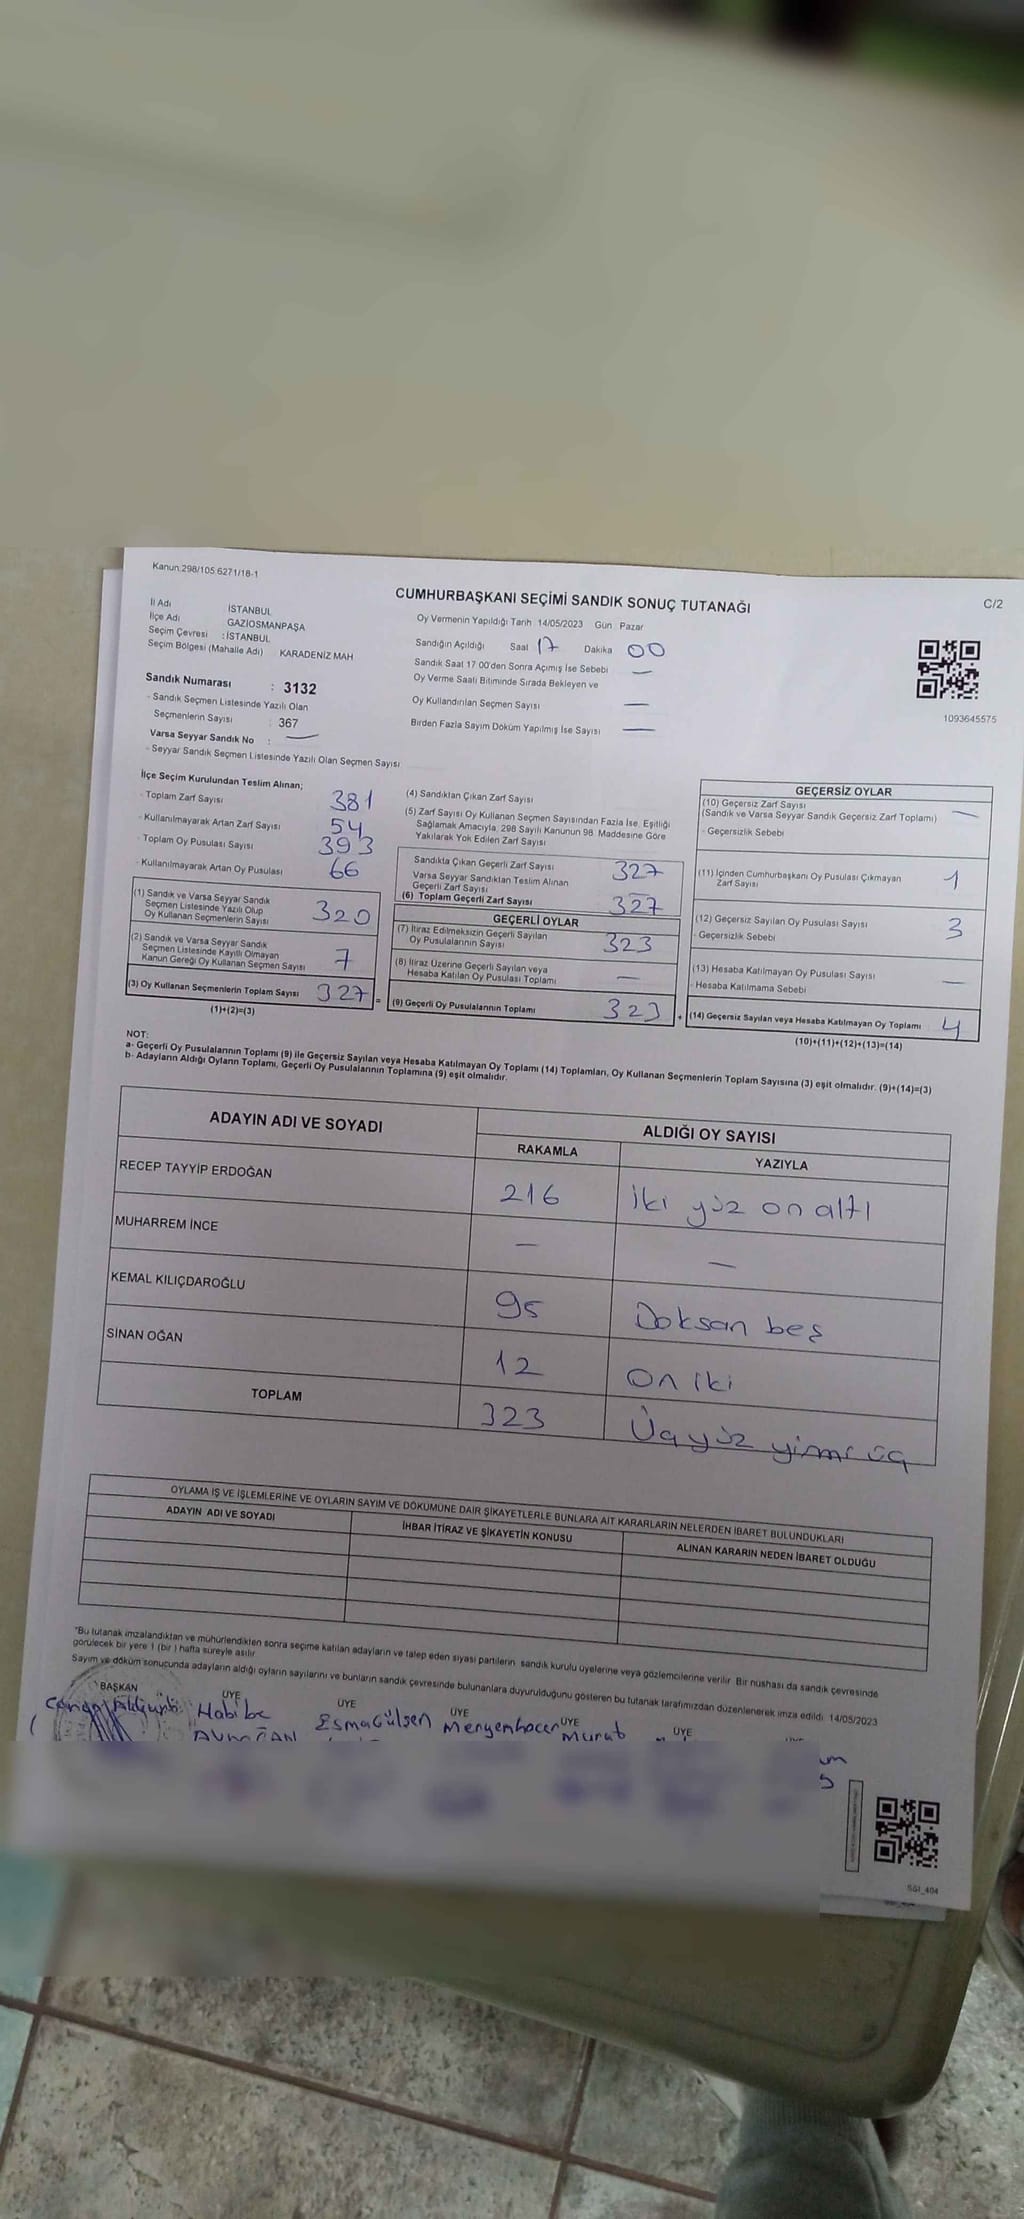 Kanun:298/105:6271/18-1
CUMHURBAŞKANI SEÇİMİ SANDIK SONUÇ TUTANAĞI
C/2
İl Adı İSTANBUL
İlçe Adı GAZİOSMANPAŞA
Seçim Çevresi : İSTANBUL
Seçim Bölgesi (Mahalle Adı) KARADENİZ MAH
Oy Vermenin Yapıldığı Tarih 14/05/2023 Gün Pazar
Sandığın Açıldığı Saat 17 Dakika 00
Sandık Saat 17 00'den Sonra Açımış İse Sebebi —
Oy Verme Saati Bitiminde Sırada Bekleyen ve
Oy Kullandırılan Seçmen Sayısı —
Birden Fazla Sayım Döküm Yapılmış İse Sayısı —
1093645575
Sandık Numarası : 3132
- Sandık Seçmen Listesinde Yazılı Olan
Seçmenlerin Sayısı : 367
Varsa Seyyar Sandık No : —
- Seyyar Sandık Seçmen Listesinde Yazılı Olan Seçmen Sayısı
İlçe Seçim Kurulundan Teslim Alınan;
- Toplam Zarf Sayısı 381
- Kullanılmayarak Artan Zarf Sayısı 54
- Toplam Oy Pusulası Sayısı 393
- Kullanılmayarak Artan Oy Pusulası 66
(1) Sandık ve Varsa Seyyar Sandık
Seçmen Listesinde Yazılı Olup
Oy Kullanan Seçmenlerin Sayısı 320
(2) Sandık ve Varsa Seyyar Sandık
Seçmen Listesinde Kayıtlı Olmayan
Kanun Gereği Oy Kullanan Seçmen Sayısı 7
(3) Oy Kullanan Seçmenlerin Toplam Sayısı 327 =
(1)+(2)=(3)
(4) Sandıktan Çıkan Zarf Sayısı
(5) Zarf Sayısı Oy Kullanan Seçmen Sayısından Fazla İse, Eşitliği
Sağlamak Amacıyla, 298 Sayılı Kanunun 98. Maddesine Göre
Yakılarak Yok Edilen Zarf Sayısı
Sandıkta Çıkan Geçerli Zarf Sayısı 327
Varsa Seyyar Sandıktan Teslim Alınan
Geçerli Zarf Sayısı —
(6) Toplam Geçerli Zarf Sayısı 327
GEÇERLİ OYLAR
(7) İtiraz Edilmeksizin Geçerli Sayılan
Oy Pusulalarının Sayısı 323
(8) İtiraz Üzerine Geçerli Sayılan veya
Hesaba Katılan Oy Pusulası Toplamı —
(9) Geçerli Oy Pusulalarının Toplamı 323 +
GEÇERSİZ OYLAR
(10) Geçersiz Zarf Sayısı —
(Sandık ve Varsa Seyyar Sandık Geçersiz Zarf Toplamı)
- Geçersizlik Sebebi
(11) İçinden Cumhurbaşkanı Oy Pusulası Çıkmayan
Zarf Sayısı 1
(12) Geçersiz Sayılan Oy Pusulası Sayısı 3
- Geçersizlik Sebebi
(13) Hesaba Katılmayan Oy Pusulası Sayısı —
- Hesaba Katılmama Sebebi
(14) Geçersiz Sayılan veya Hesaba Katılmayan Oy Toplamı 4
(10)+(11)+(12)+(13)=(14)
NOT:
a- Geçerli Oy Pusulalarının Toplamı (9) ile Geçersiz Sayılan veya Hesaba Katılmayan Oy Toplamı (14) Toplamları, Oy Kullanan Seçmenlerin Toplam Sayısına (3) eşit olmalıdır. (9)+(14)=(3)
b- Adayların Aldığı Oyların Toplamı, Geçerli Oy Pusulalarının Toplamına (9) eşit olmalıdır.
ADAYIN ADI VE SOYADI ALDIĞI OY SAYISI
RAKAMLA YAZIYLA
RECEP TAYYİP ERDOĞAN 216 iki yüz on altı
MUHARREM İNCE — —
KEMAL KILIÇDAROĞLU 95 Doksan beş
SİNAN OĞAN 12 On iki
TOPLAM 323 Üçyüz yirmi üç
OYLAMA İŞ VE İŞLEMLERİNE VE OYLARIN SAYIM VE DÖKÜMÜNE DAİR ŞİKAYETLERLE BUNLARA AİT KARARLARIN NELERDEN İBARET BULUNDUKLARI
ADAYIN ADI VE SOYADI İHBAR İTİRAZ VE ŞİKAYETİN KONUSU ALINAN KARARIN NEDEN İBARET OLDUĞU
*Bu tutanak imzalandıktan ve mühürlendikten sonra seçime katılan adayların ve talep eden siyasi partilerin sandık kurulu üyelerine veya gözlemcilerine verilir. Bir nüshası da sandık çevresinde
görülecek bir yere 1 (bir ) hafta süreyle asılır
Sayım ve döküm sonucunda adayların aldığı oyların sayılarını ve bunların sandık çevresinde bulunanlara duyurulduğunu gösteren bu tutanak tarafımızdan düzenlenerek imza edildi. 14/05/2023
BAŞKAN ÜYE ÜYE ÜYE ÜYE ÜYE
Habibe Esma Gülsen Murat
SGI_404